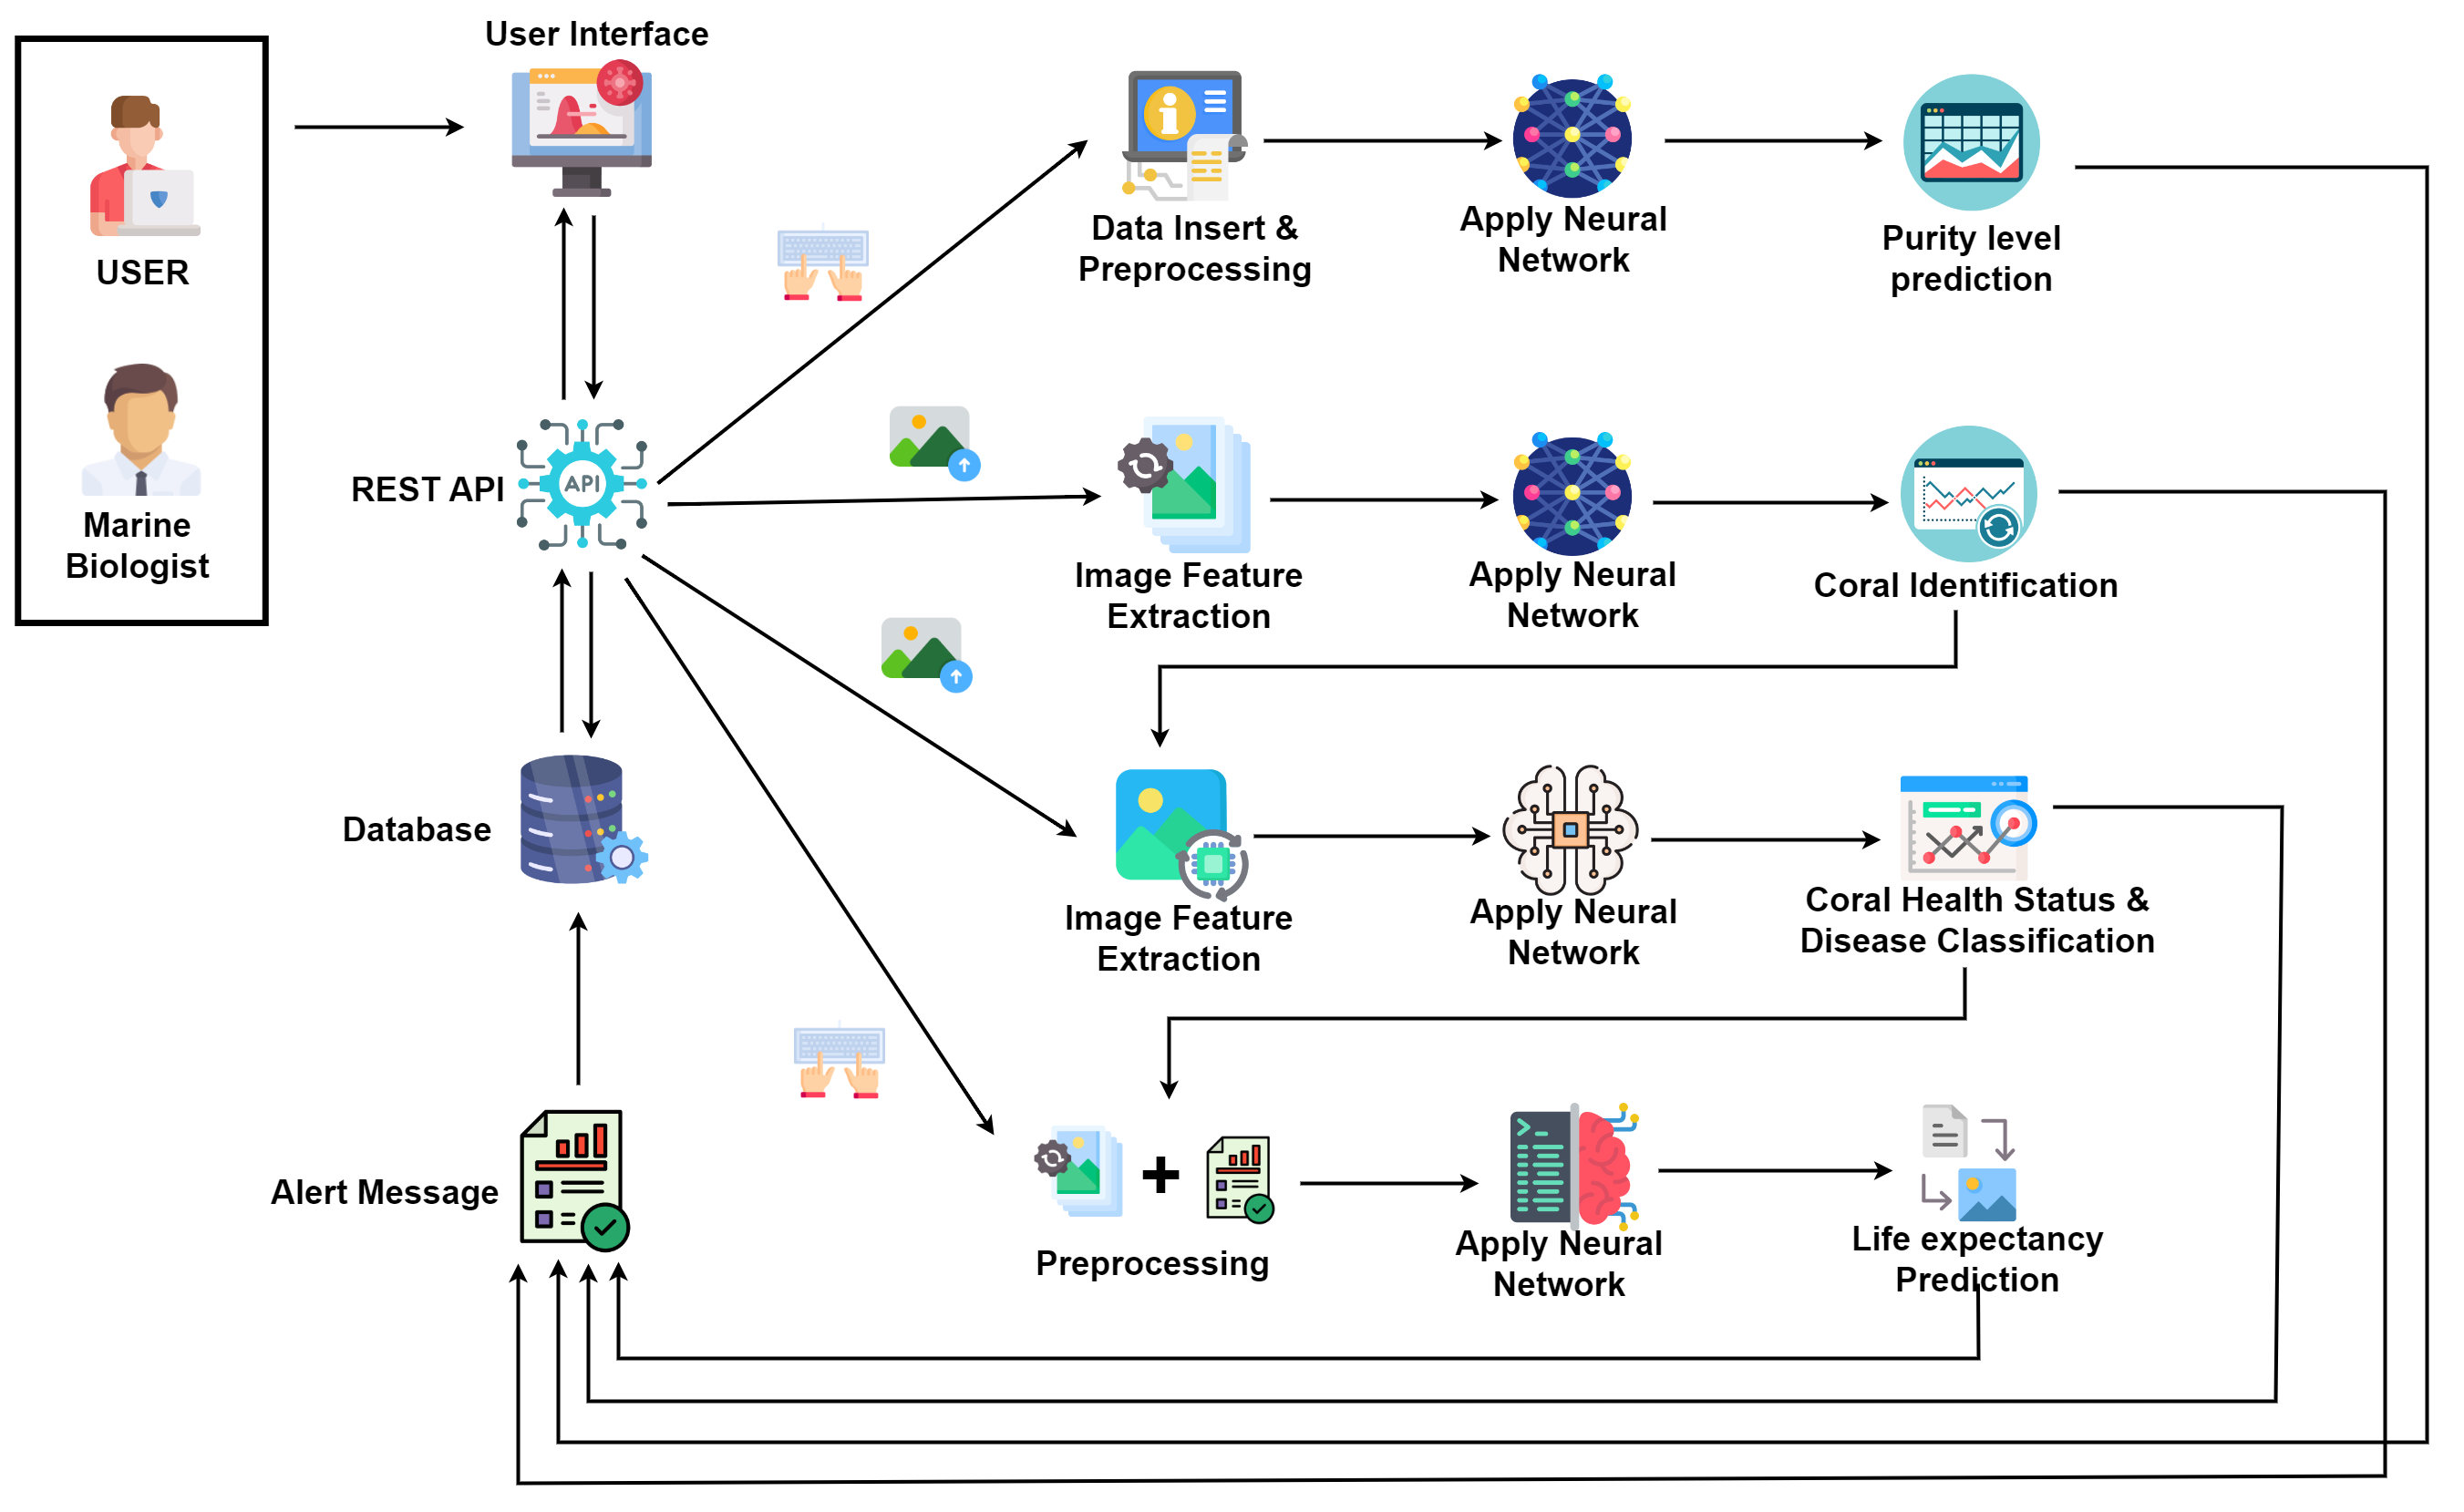 User Interface
USER
Marine
Biologist
REST API
API
Database
Alert Message
Data Insert &
Preprocessing
Apply Neural
Network
Purity level
prediction
Image Feature
Extraction
Apply Neural
Network
Coral Identification
Image Feature
Extraction
Apply Neural
Network
Coral Health Status &
Disease Classification
+
Preprocessing
Apply Neural
Network
Life expectancy
Prediction